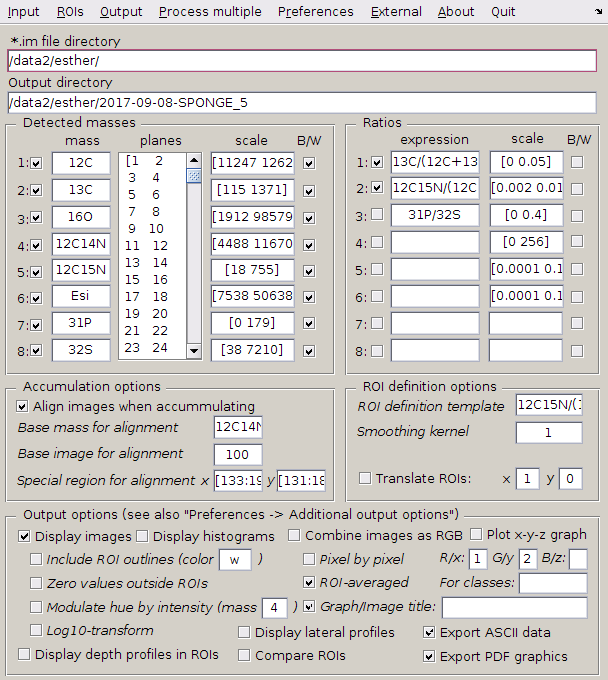 Input ROIs Output Process multiple Preferences External About Quit
*.im file directory
/data2/esther/
Output directory
/data2/esther/2017-09-08-SPONGE_5
Detected masses
mass planes scale B/W
1: 12C [1 2 [11247 1262
3 4
2: 13C 5 6 [115 1371]
7 8
3: 16O 9 10 [1912 98579
4: 12C14N 11 12 [4488 11670
13 14
5: 12C15N 15 16 [18 755]
6: Esi 17 18 [7538 50638
19 20
7: 31P 21 22 [0 179]
8: 32S 23 24 [38 7210]
Ratios
expression scale B/W
1: 13C/(12C+13 [0 0.05]
2: 12C15N/(12C [0.002 0.01
3: 31P/32S [0 0.4]
4: [0 256]
5: [0.0001 0.1
6: [0.0001 0.1
7:
8:
Accumulation options
Align images when accummulating
Base mass for alignment 12C14N
Base image for alignment 100
Special region for alignment x [133:19 y [131:18
ROI definition options
ROI definition template 12C15N/(1
Smoothing kernel 1
Translate ROIs: x 1 y 0
Output options (see also "Preferences -> Additional output options")
Display images Display histograms Combine images as RGB Plot x-y-z graph
Include ROI outlines (color w ) Pixel by pixel R/x: 1 G/y 2 B/z:
Zero values outside ROIs ROI-averaged For classes:
Modulate hue by intensity (mass 4 ) Graph/Image title:
Log10-transform Display lateral profiles Export ASCII data
Display depth profiles in ROIs Compare ROIs Export PDF graphics